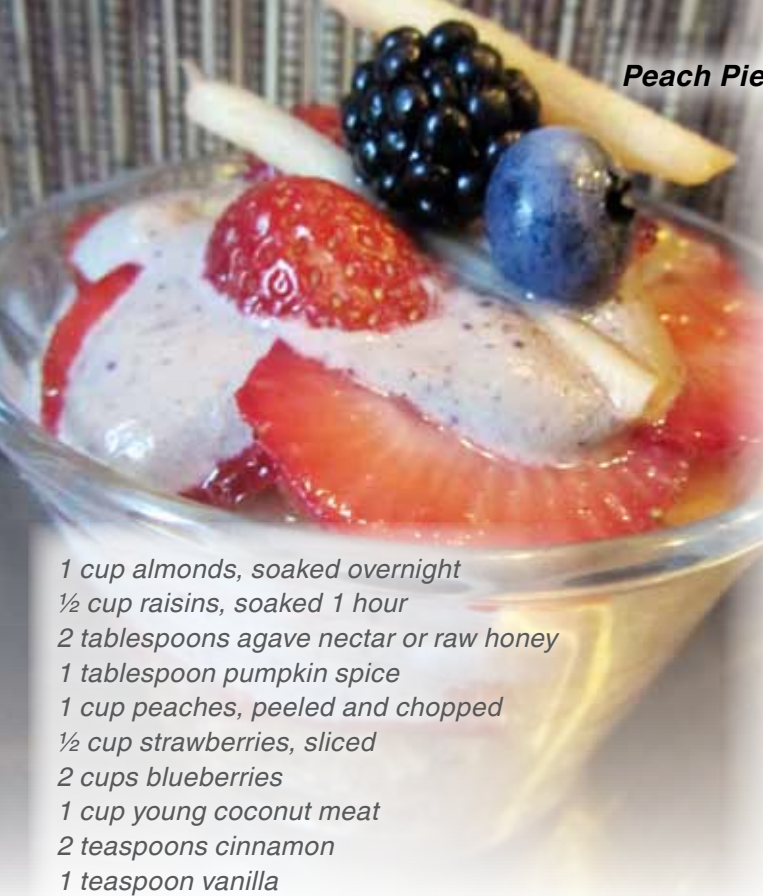 Peach Pie
1 cup almonds, soaked overnight
½ cup raisins, soaked 1 hour
2 tablespoons agave nectar or raw honey
1 tablespoon pumpkin spice
1 cup peaches, peeled and chopped
½ cup strawberries, sliced
2 cups blueberries
1 cup young coconut meat
2 teaspoons cinnamon
1 teaspoon vanilla